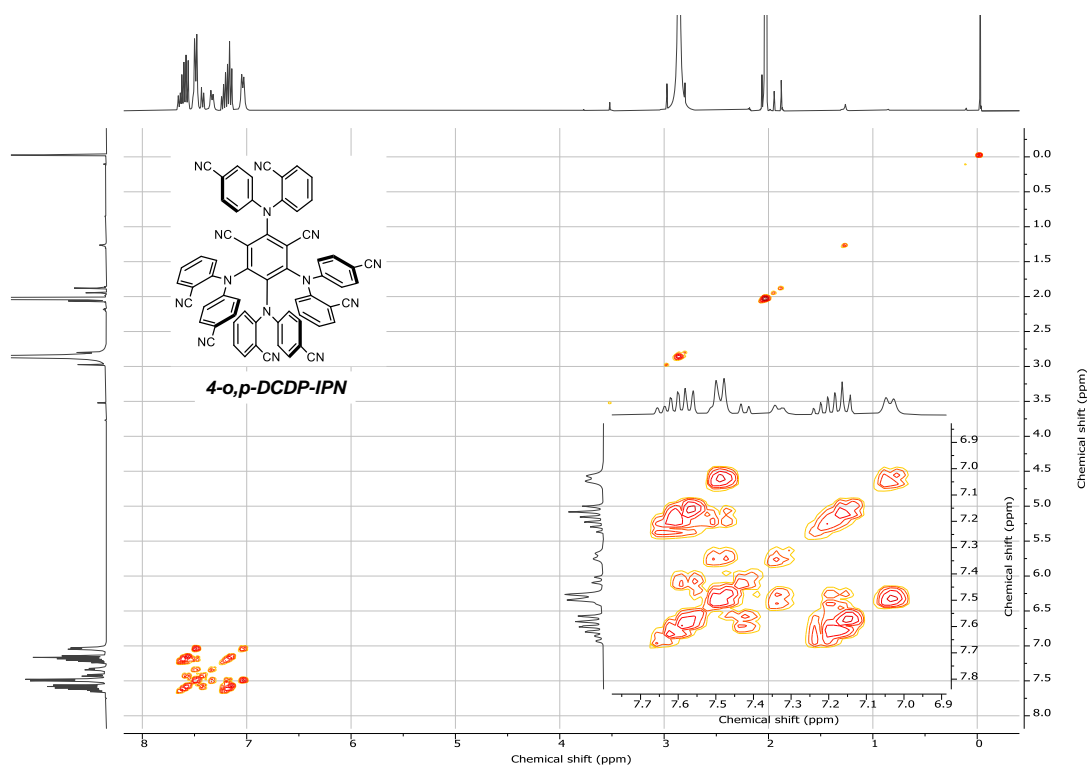 NC
NC
N
NC
CN
N
N
CN
NC
N
CN
NC
NC
CN
CN
4-o,p-DCDP-IPN
0.0
0.5
1.0
1.5
2.0
2.5
3.0
3.5
4.0
4.5
5.0
5.5
6.0
6.5
7.0
7.5
8.0
Chemical shift (ppm)
6.9
7.0
7.1
7.2
7.3
7.4
7.5
7.6
7.7
7.8
Chemical shift (ppm)
7.7 7.6 7.5 7.4 7.3 7.2 7.1 7.0 6.9
Chemical shift (ppm)
8 7 6 5 4 3 2 1 0
Chemical shift (ppm)